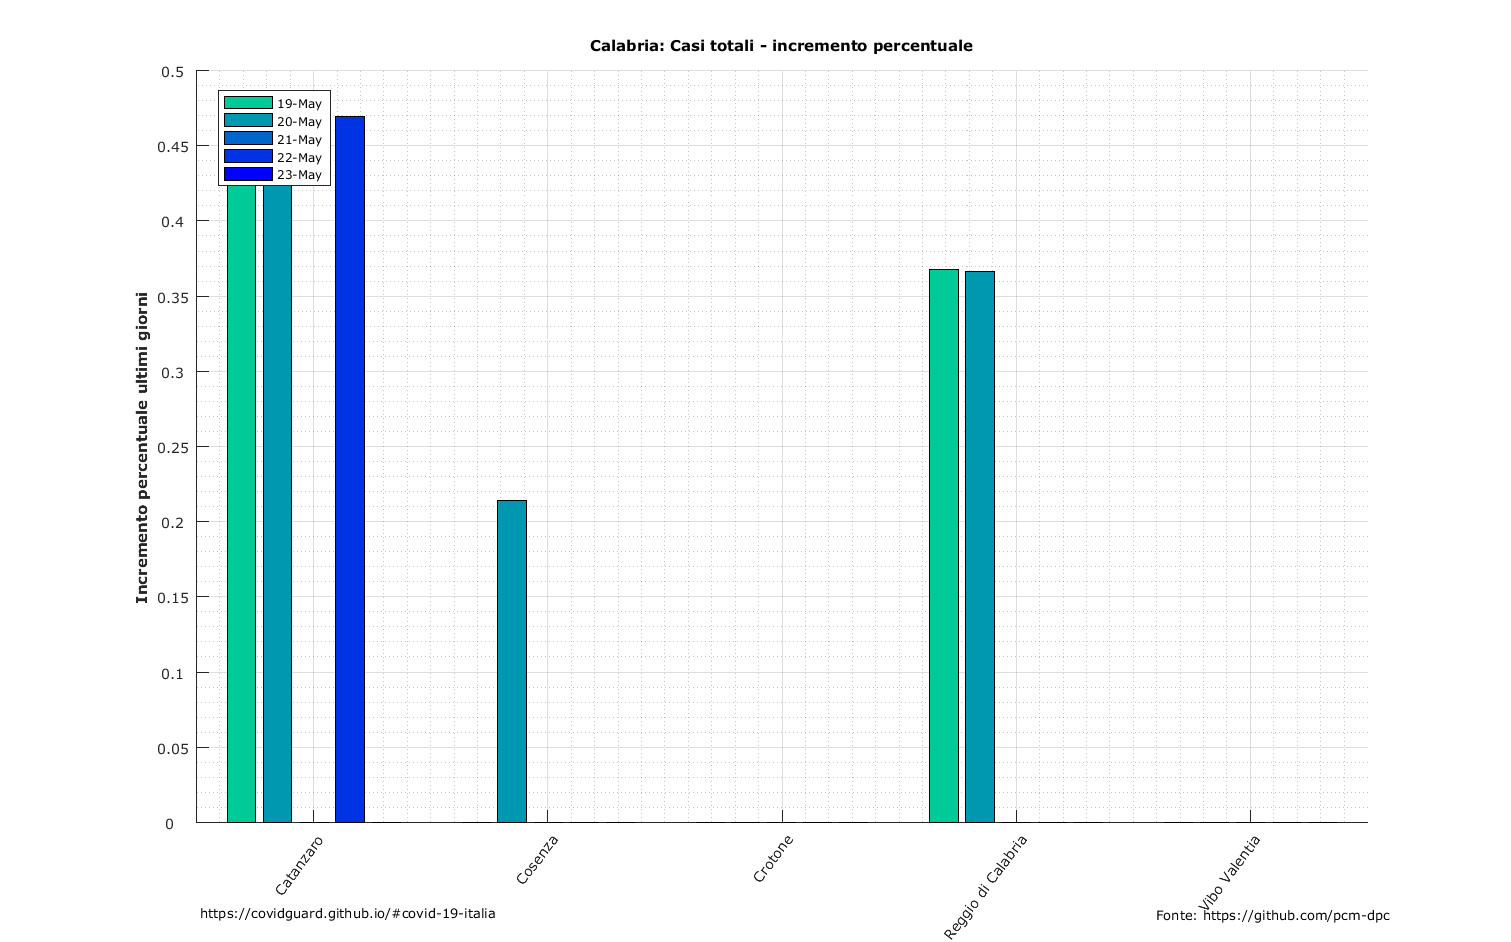 Calabria: Casi totali - incremento percentuale
0.5
0.45
0.4
0.35
0.3
0.25
0.2
0.15
0.1
0.05
0
Incremento percentuale ultimi giorni
19-May
20-May
21-May
22-May
23-May
Catanzaro
Cosenza
Crotone
Reggio di Calabria
Vibo Valentia
https://covidguard.github.io/#covid-19-italia
Fonte: https://github.com/pcm-dpc